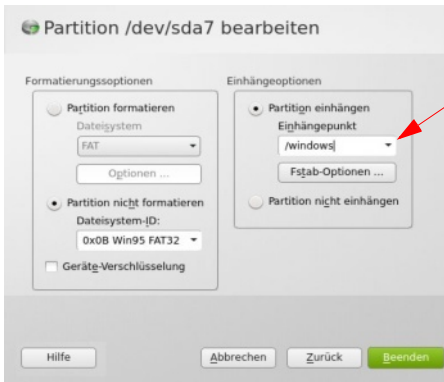 Partition /dev/sda7 bearbeiten
Formatierungssoptionen
Partition formatieren
Dateisystem
FAT
Optionen ...
Partition nicht formatieren
Dateisystem-ID:
0x0B Win95 FAT32
Geräte-Verschlüsselung
Einhängeoptionen
Partition einhängen
Einhängepunkt
/windows
Fstab-Optionen ...
Partition nicht einhängen
Hilfe
Abbrechen
Zurück
Beenden